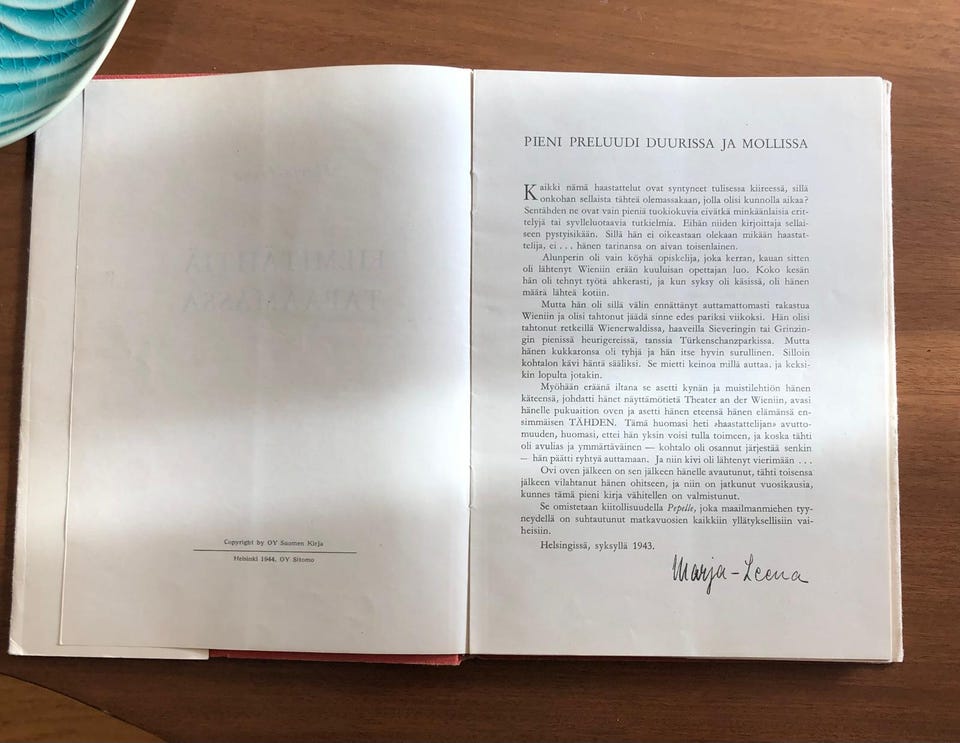 Copyright by OY Suomen Kirja
Helsinki 1944, OY Sitomo
PIENI PRELUUDI DUURISSA JA MOLLISSA
Kaikki nämä haastattelut ovat syntyneet tulisessa kiireessä, sillä
onkohan sellaista tähteä olemassakaan, jolla olisi kunnolla aikaa?
Sentähden ne ovat vain pieniä tuokiokuvia eivätkä minkäänlaisia erit-
telyjä tai syvlleluotaavia tutkielmia. Eihän niiden kirjoittaja sellai-
seen pystyisikään. Sillä hän ei oikeastaan olekaan mikään haastat-
telija, ei . . . hänen tarinansa on aivan toisenlainen.
Alunperin oli vain köyhä opiskelija, joka kerran, kauan sitten
oli lähtenyt Wieniin erään kuuluisan opettajan luo. Koko kesän
hän oli tehnyt työtä ahkerasti, ja kun syksy oli käsissä, oli hänen
määrä lähteä kotiin.
Mutta hän oli sillä välin ennättänyt auttamattomasti rakastua
Wieniin ja olisi tahtonut jäädä sinne edes pariksi viikoksi. Hän olisi
tahtonut retkeillä Wienerwaldissa, haaveilla Sieveringin tai Grinzin-
gin pienissä heurigereissä, tanssia Türkenschanzparkissa. Mutta
hänen kukkaronsa oli tyhjä ja hän itse hyvin surullinen. Silloin
kohtalon kävi häntä sääliksi. Se mietti keinoa millä auttaa, ja keksi-
kin lopulta jotakin.
Myöhään eräänä iltana se asetti kynän ja muistilehtiön hänen
käteensä, johdatti hänet näyttämötietä Theater an der Wieniin, avasi
hänelle pukuaition oven ja asetti hänen eteensä hänen elämänsä en-
simmäisen TÄHDEN. Tämä huomasi heti »haastattelijan» avutto-
muuden, huomasi, ettei hän yksin voisi tulla toimeen, ja koska tähti
oli avulias ja ymmärtäväinen — kohtalo oli osannut järjestää senkin
— hän päätti ryhtyä auttamaan. Ja niin kivi oli lähtenyt vierimään . . .
Ovi oven jälkeen on sen jälkeen hänelle avautunut, tähti toisensa
jälkeen vilahtanut hänen ohitseen, ja niin on jatkunut vuosikausia,
kunnes tämä pieni kirja vähitellen on valmistunut.
Se omistetaan kiitollisuudella Pepelle, joka maailmanmiehen tyy-
neydellä on suhtautunut matkavuosien kaikkiin yllätyksellisiin vai-
heisiin.
Helsingissä, syksyllä 1943.
Marja-Leena